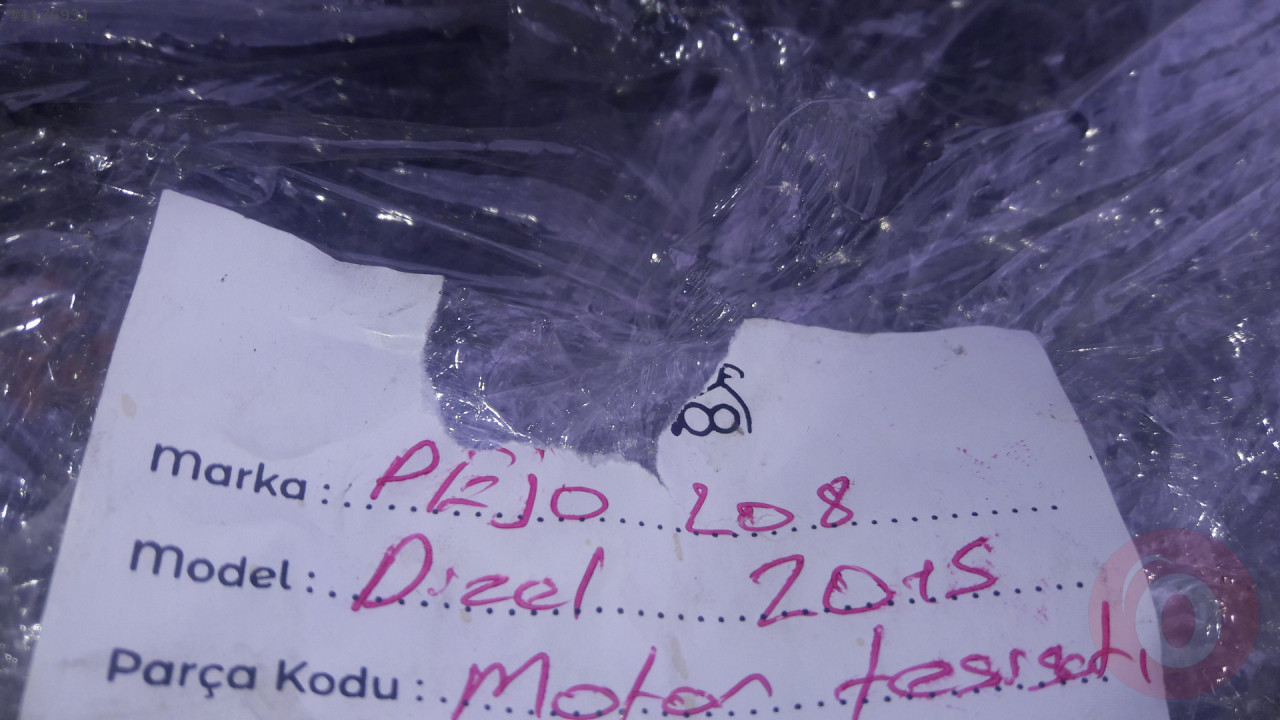 Marka : PEJO 208
Model : Dizel 2015
Parça Kodu : Motor tesisatı